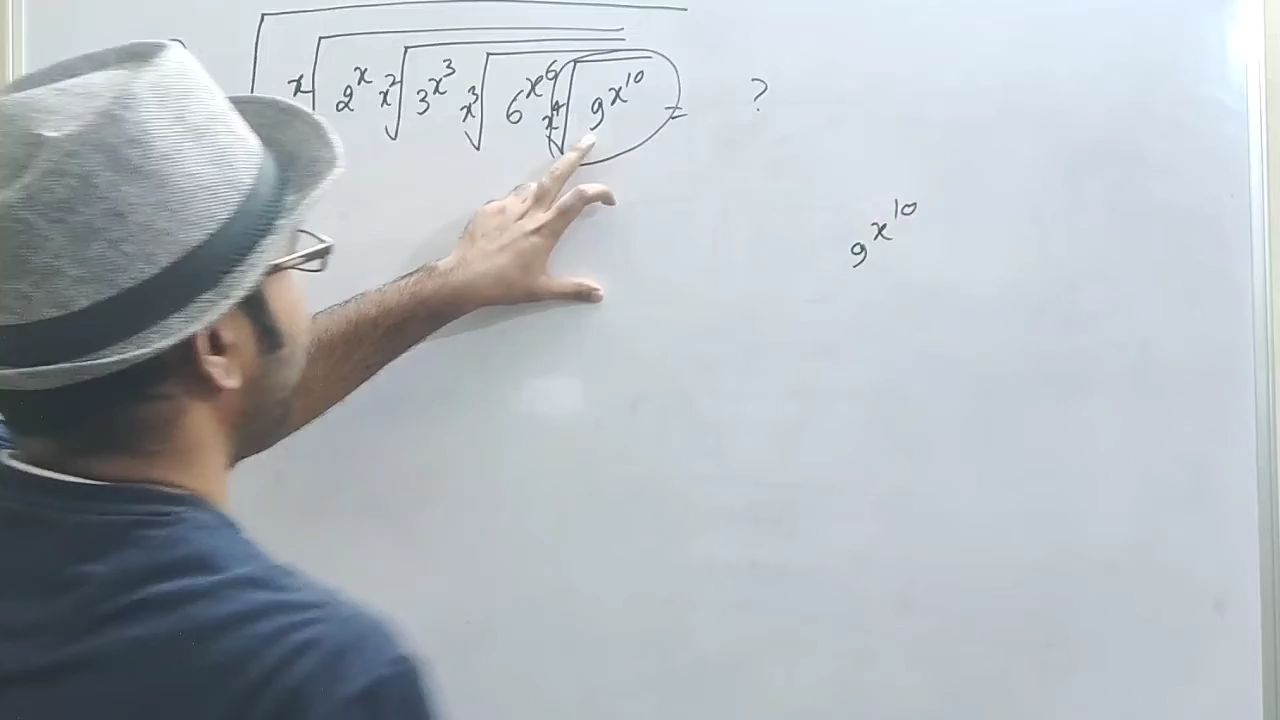 √ x√ 2^x x²√ 3^x³ x³√ 6^x⁶ x⁴√ 9^x¹⁰ = ?
9^x¹⁰